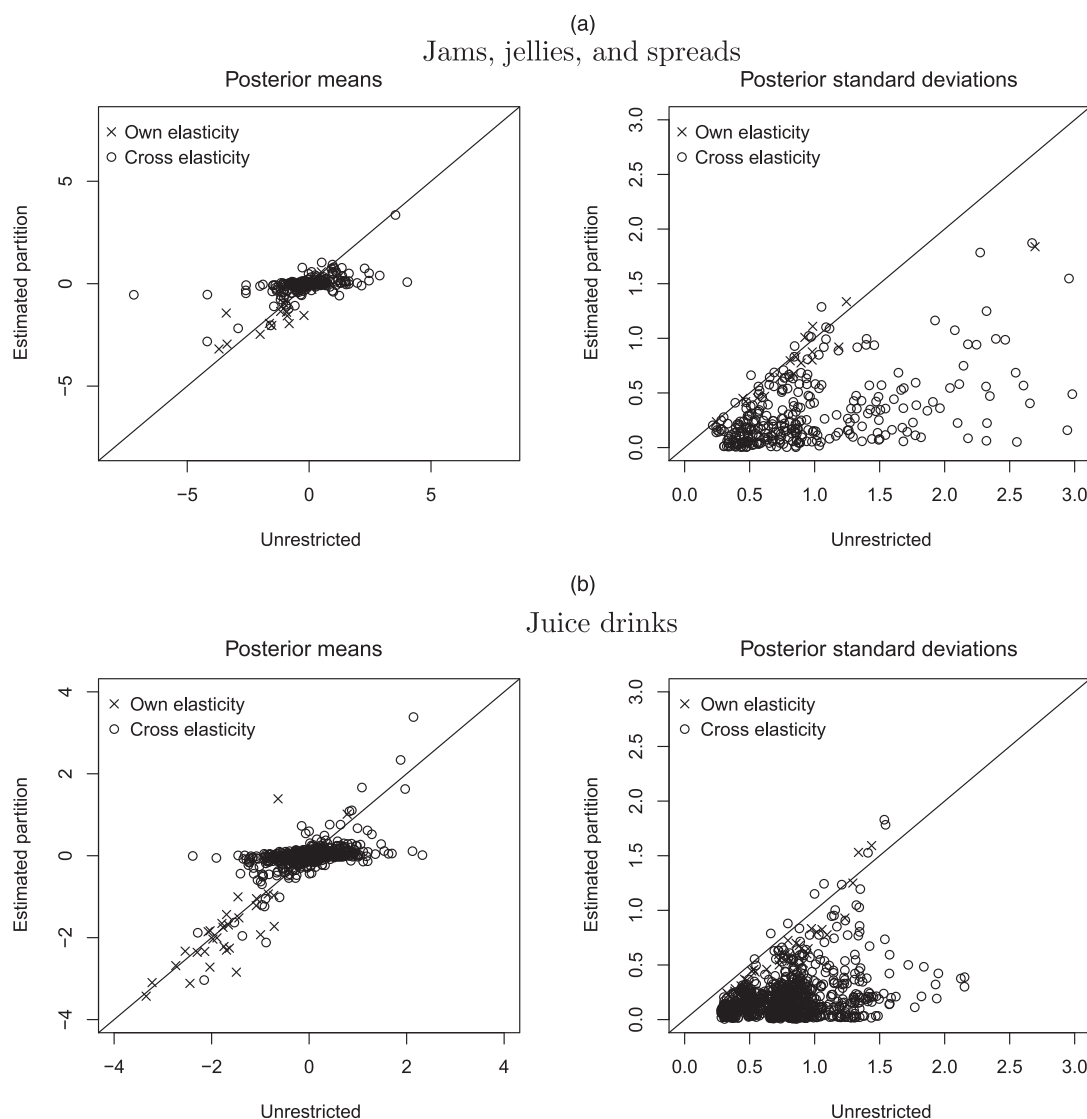 (a)
Jams, jellies, and spreads
Posterior means
Posterior standard deviations
× Own elasticity
○ Cross elasticity
Estimated partition
5
0
−5
−5
0
5
Unrestricted
× Own elasticity
○ Cross elasticity
Estimated partition
3.0
2.5
2.0
1.5
1.0
0.5
0.0
0.0
0.5
1.0
1.5
2.0
2.5
3.0
Unrestricted
(b)
Juice drinks
Posterior means
Posterior standard deviations
× Own elasticity
○ Cross elasticity
Estimated partition
4
2
0
−2
−4
−4
−2
0
2
4
Unrestricted
× Own elasticity
○ Cross elasticity
Estimated partition
3.0
2.5
2.0
1.5
1.0
0.5
0.0
0.0
0.5
1.0
1.5
2.0
2.5
3.0
Unrestricted